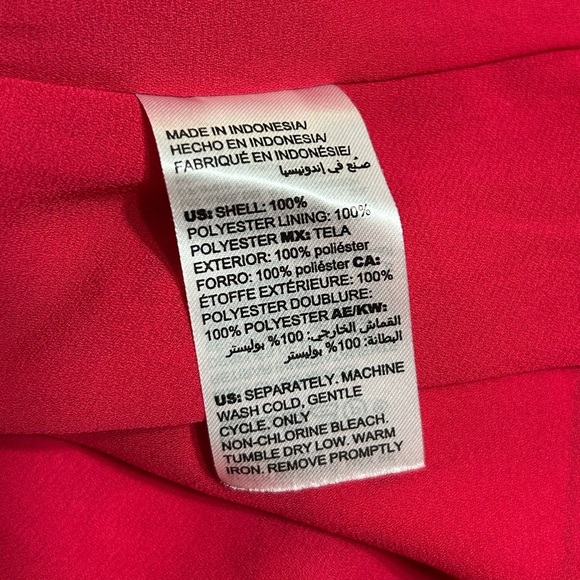 MADE IN INDONESIA/
HECHO EN INDONESIA/
FABRIQUÉ EN INDONÉSIE/
صنع في إندونيسيا
US: SHELL: 100%
POLYESTER LINING: 100%
POLYESTER MX: TELA
EXTERIOR: 100% poliéster
FORRO: 100% poliéster CA:
ÉTOFFE EXTÉRIEURE: 100%
POLYESTER DOUBLURE:
100% POLYESTER AE/KW:
القماش الخارجي: 100% بوليستر
البطانة: 100% بوليستر
US: SEPARATELY. MACHINE
WASH COLD, GENTLE
CYCLE. ONLY
NON-CHLORINE BLEACH.
TUMBLE DRY LOW. WARM
IRON. REMOVE PROMPTLY